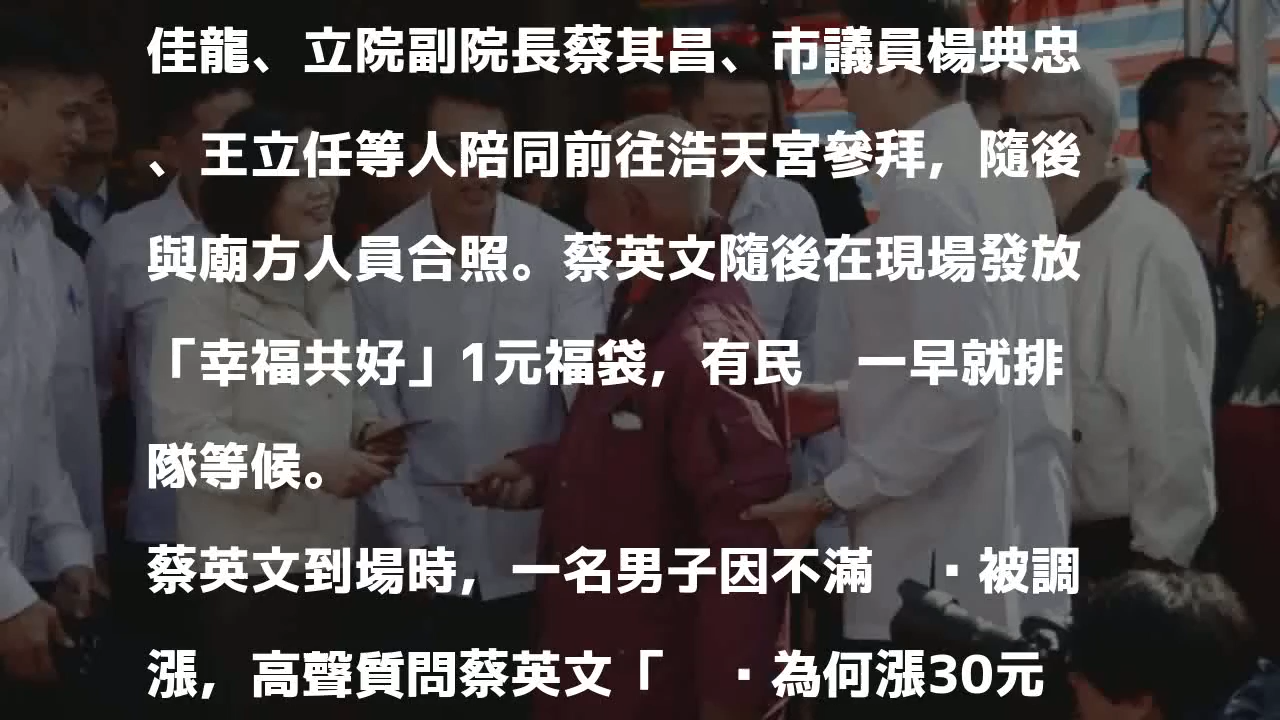 佳龍、立院副院長蔡其昌、市議員楊典忠
、王立任等人陪同前往浩天宮參拜，隨後
與廟方人員合照。蔡英文隨後在現場發放
「幸福共好」1元福袋，有民　一早就排
隊等候。
蔡英文到場時，一名男子因不滿　·被調
漲，高聲質問蔡英文「　·為何漲30元